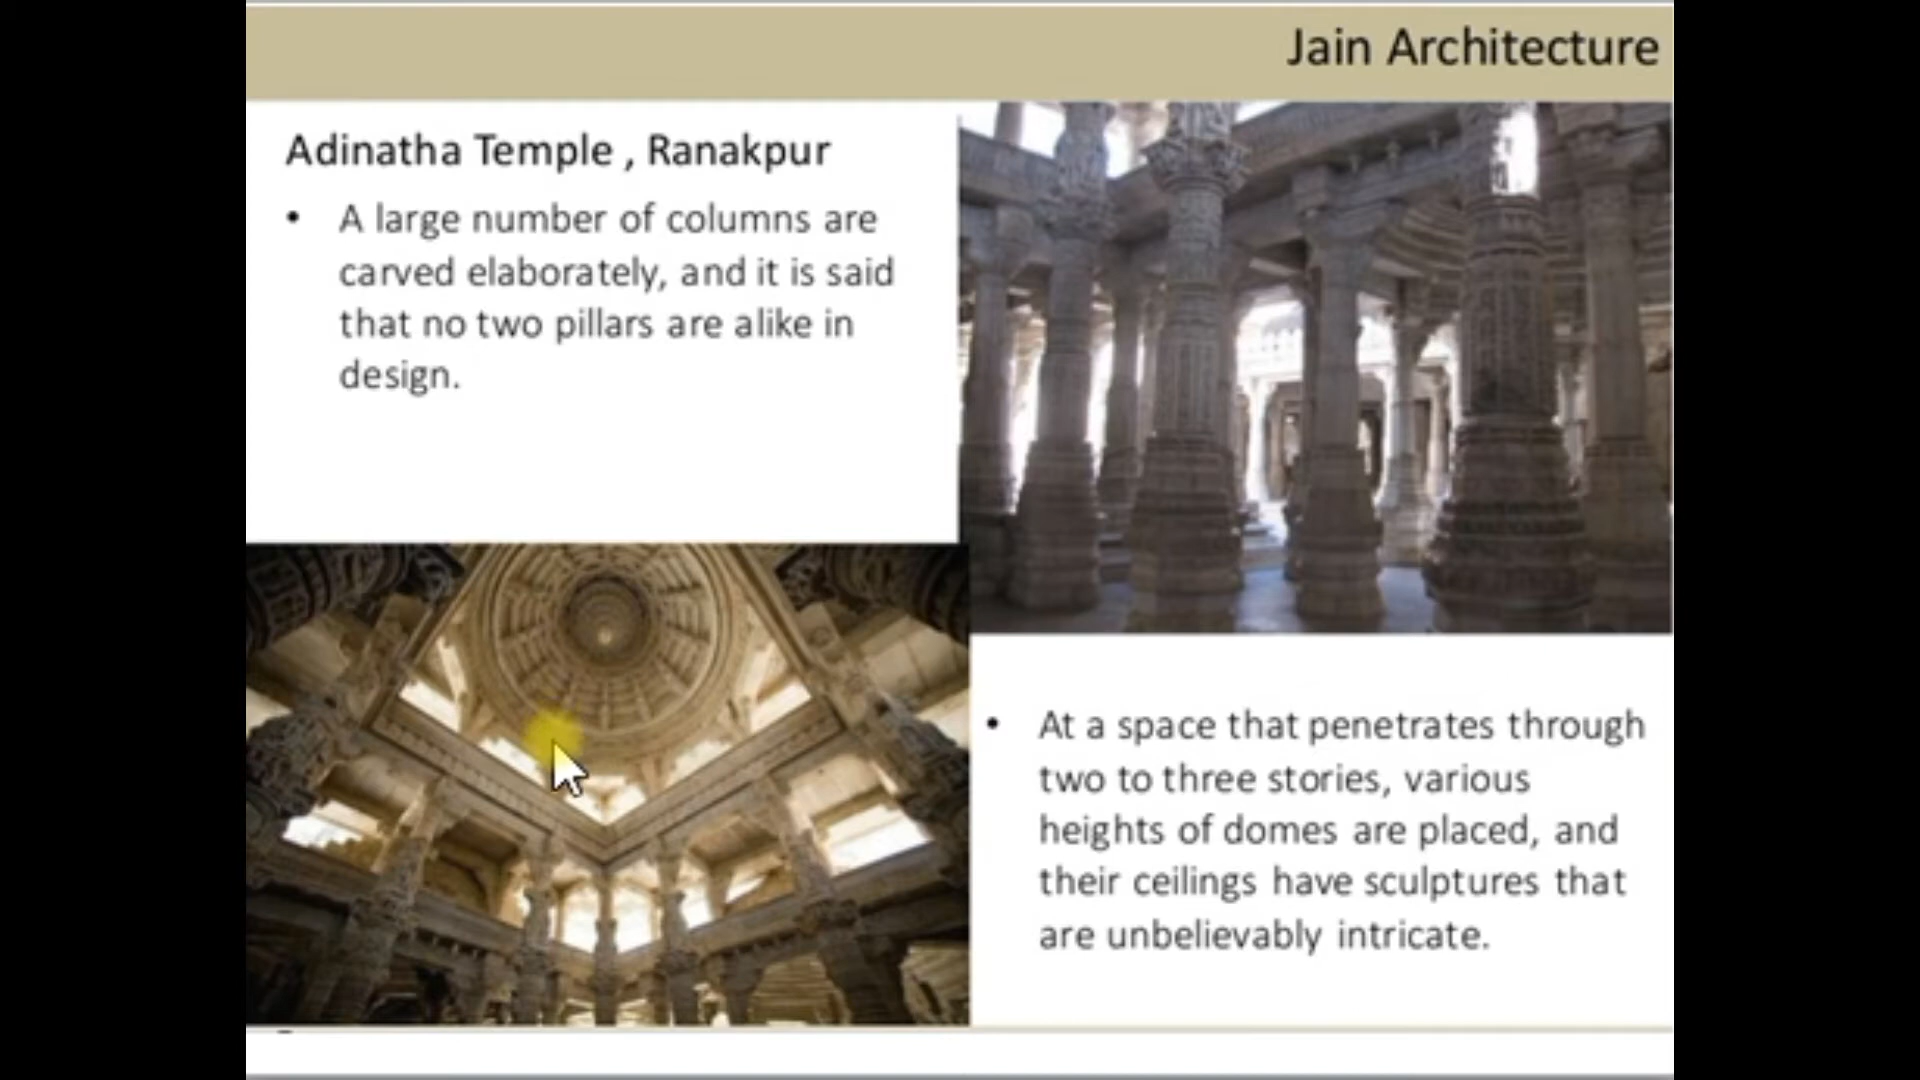 Jain Architecture
Adinatha Temple , Ranakpur
• A large number of columns are
carved elaborately, and it is said
that no two pillars are alike in
design.
• At a space that penetrates through
two to three stories, various
heights of domes are placed, and
their ceilings have sculptures that
are unbelievably intricate.